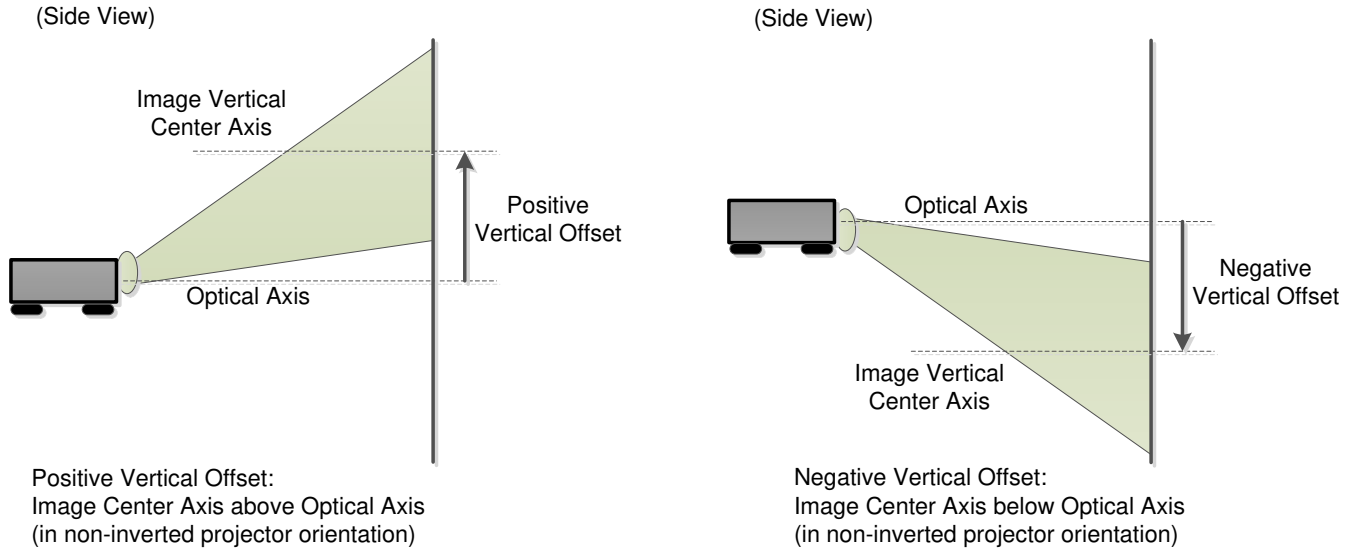 (Side View)
Image Vertical
Center Axis
Positive
Vertical Offset
Optical Axis
Positive Vertical Offset:
Image Center Axis above Optical Axis
(in non-inverted projector orientation)
(Side View)
Optical Axis
Negative
Vertical Offset
Image Vertical
Center Axis
Negative Vertical Offset:
Image Center Axis below Optical Axis
(in non-inverted projector orientation)